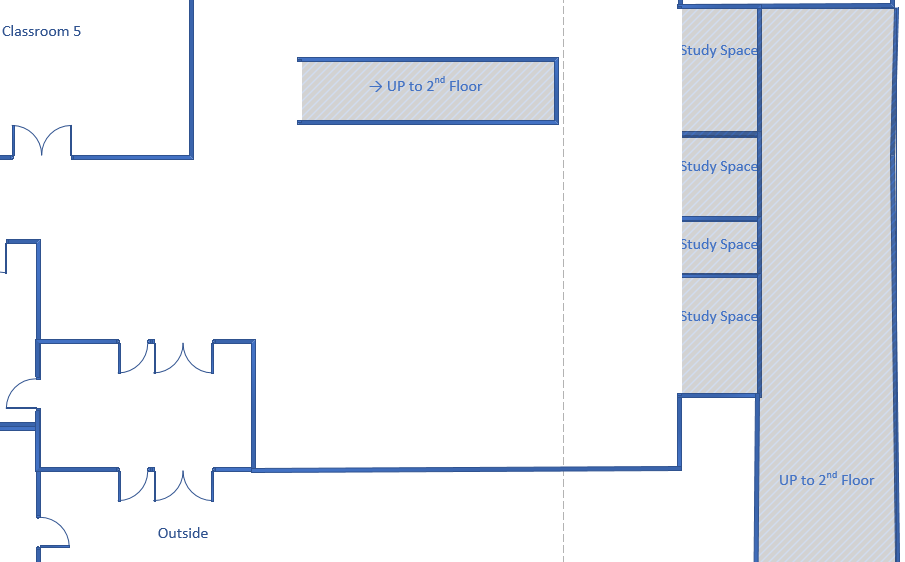 Classroom 5
→ UP to 2nd Floor
Study Space
Study Space
Study Space
Study Space
UP to 2nd Floor
Outside